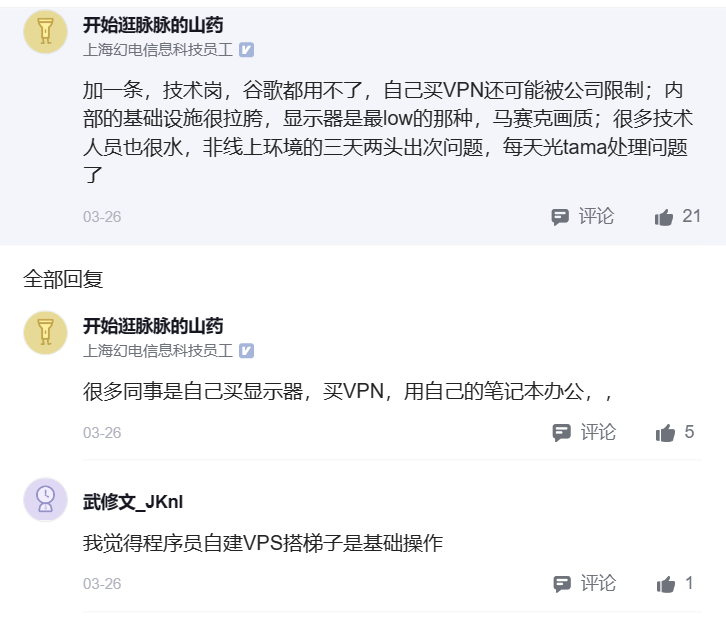 开始逛脉脉的山药
上海幻电信息科技员工
加一条，技术岗，谷歌都用不了，自己买VPN还可能被公司限制；内
部的基础设施很拉胯，显示器是最low的那种，马赛克画质；很多技术
人员也很水，非线上环境的三天两头出次问题，每天光tama处理问题
了
03-26 评论 21
全部回复
开始逛脉脉的山药
上海幻电信息科技员工
很多同事是自己买显示器，买VPN，用自己的笔记本办公，，
03-26 评论 5
武修文_JKnl
我觉得程序员自建VPS搭梯子是基础操作
03-26 评论 1